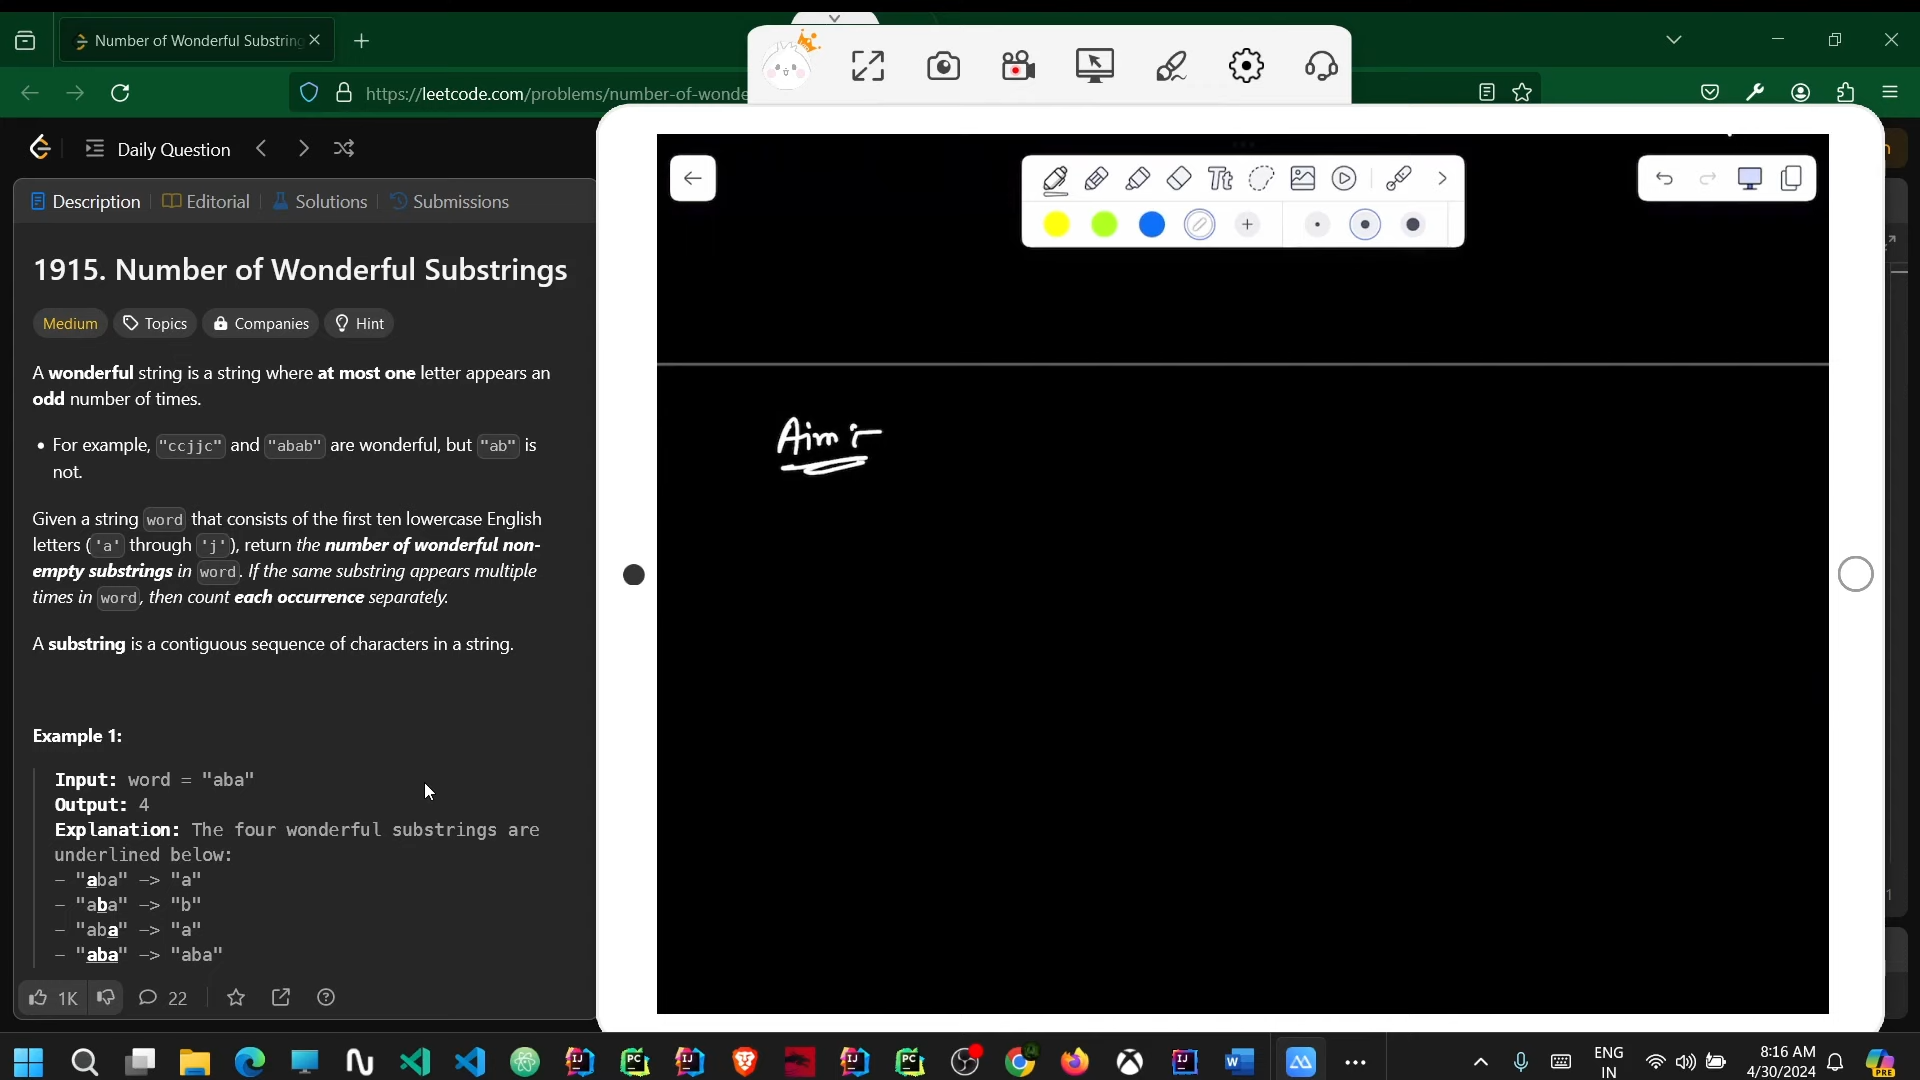 Number of Wonderful Substring
https://leetcode.com/problems/number-of-wonde
Daily Question
Description
Editorial
Solutions
Submissions
1915. Number of Wonderful Substrings
Medium
Topics
Companies
Hint
A wonderful string is a string where at most one letter appears an
odd number of times.
• For example, "ccjjc" and "abab" are wonderful, but "ab" is
not.
Given a string word that consists of the first ten lowercase English
letters ('a' through 'j'), return the number of wonderful non-
empty substrings in word. If the same substring appears multiple
times in word, then count each occurrence separately.
A substring is a contiguous sequence of characters in a string.
Example 1:
Input: word = "aba"
Output: 4
Explanation: The four wonderful substrings are
underlined below:
- "aba" -> "a"
- "aba" -> "b"
- "aba" -> "a"
- "aba" -> "aba"
1K
22
Tt
Aim :-
ENG
IN
8:16 AM
4/30/2024